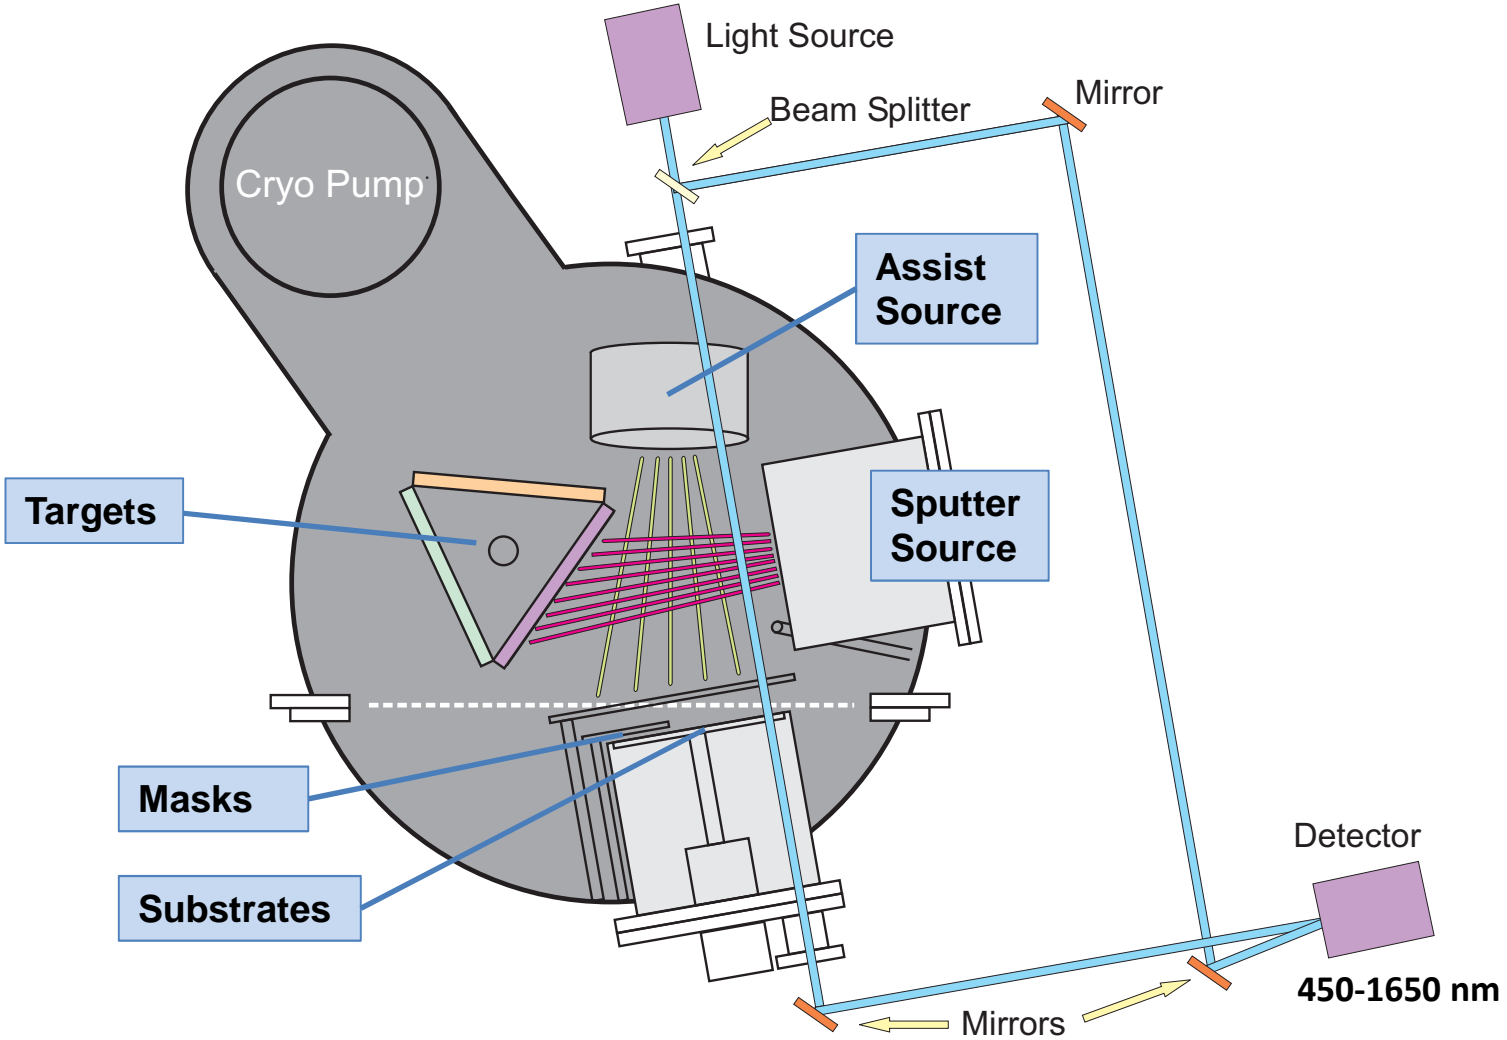 Light Source
Mirror
Beam Splitter
Cryo Pump
Assist
Source
Targets
Sputter
Source
Masks
Detector
Substrates
450-1650 nm
Mirrors